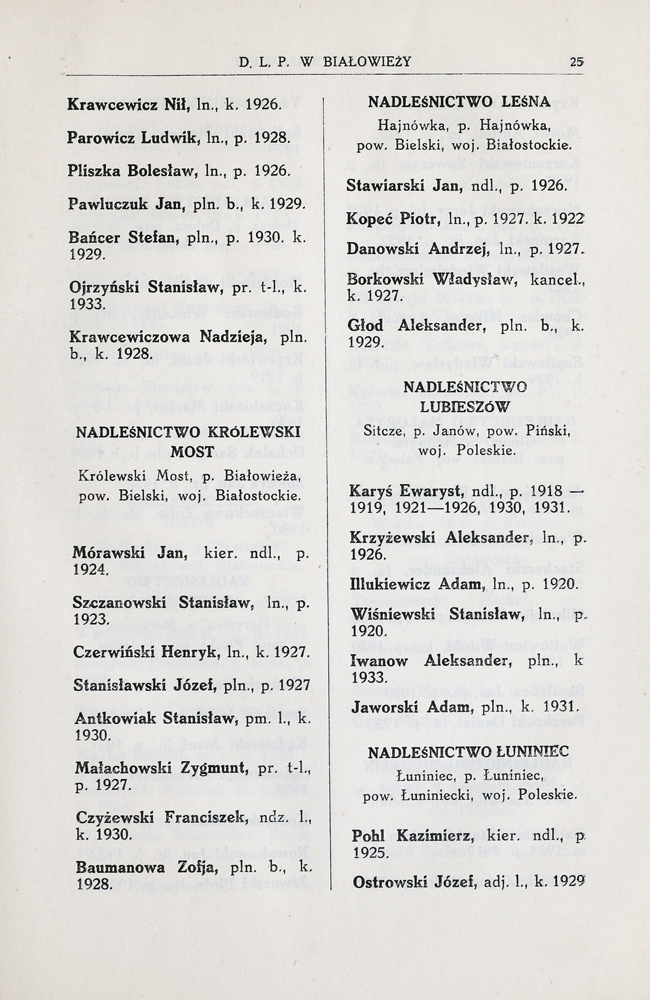 D. L. P. W BIAŁOWIEŻY 25
Krawcewicz Nił, ln., k. 1926.
Parowicz Ludwik, ln., p. 1928.
Pliszka Bolesław, ln., p. 1926.
Pawluczuk Jan, pln. b., k. 1929.
Bańcer Stefan, pln., p. 1930. k.
1929.
Ojrzyński Stanisław, pr. t-l., k.
1933.
Krawcewiczowa Nadzieja, pln.
b., k. 1928.
NADLEŚNICTWO KRÓLEWSKI
MOST
Królewski Most, p. Białowieża,
pow. Bielski, woj. Białostockie.
Mórawski Jan, kier. ndl., p.
1924.
Szczanowski Stanisław, ln., p.
1923.
Czerwiński Henryk, ln., k. 1927.
Stanisławski Józef, pln., p. 1927
Antkowiak Stanisław, pm. l., k.
1930.
Małachowski Zygmunt, pr. t-l.,
p. 1927.
Czyżewski Franciszek, ndz. l.,
k. 1930.
Baumanowa Zofja, pln. b., k.
1928.
NADLEŚNICTWO LEŚNA
Hajnówka, p. Hajnówka,
pow. Bielski, woj. Białostockie.
Stawiarski Jan, ndl., p. 1926.
Kopeć Piotr, ln., p. 1927. k. 1922
Danowski Andrzej, ln., p. 1927.
Borkowski Władysław, kancel.,
k. 1927.
Głod Aleksander, pln. b., k.
1929.
NADLEŚNICTWO
LUBIESZÓW
Sitcze, p. Janów, pow. Piński,
woj. Poleskie.
Karyś Ewaryst, ndl., p. 1918 —
1919, 1921—1926, 1930, 1931.
Krzyżewski Aleksander, ln., p.
1926.
Illukiewicz Adam, ln., p. 1920.
Wiśniewski Stanisław, ln., p.
1920.
Iwanow Aleksander, pln., k
1933.
Jaworski Adam, pln., k. 1931.
NADLEŚNICTWO ŁUNINIEC
Łuniniec, p. Łuniniec,
pow. Łuniniecki, woj. Poleskie.
Pohl Kazimierz, kier. ndl., p.
1925.
Ostrowski Józef, adj. l., k. 1929